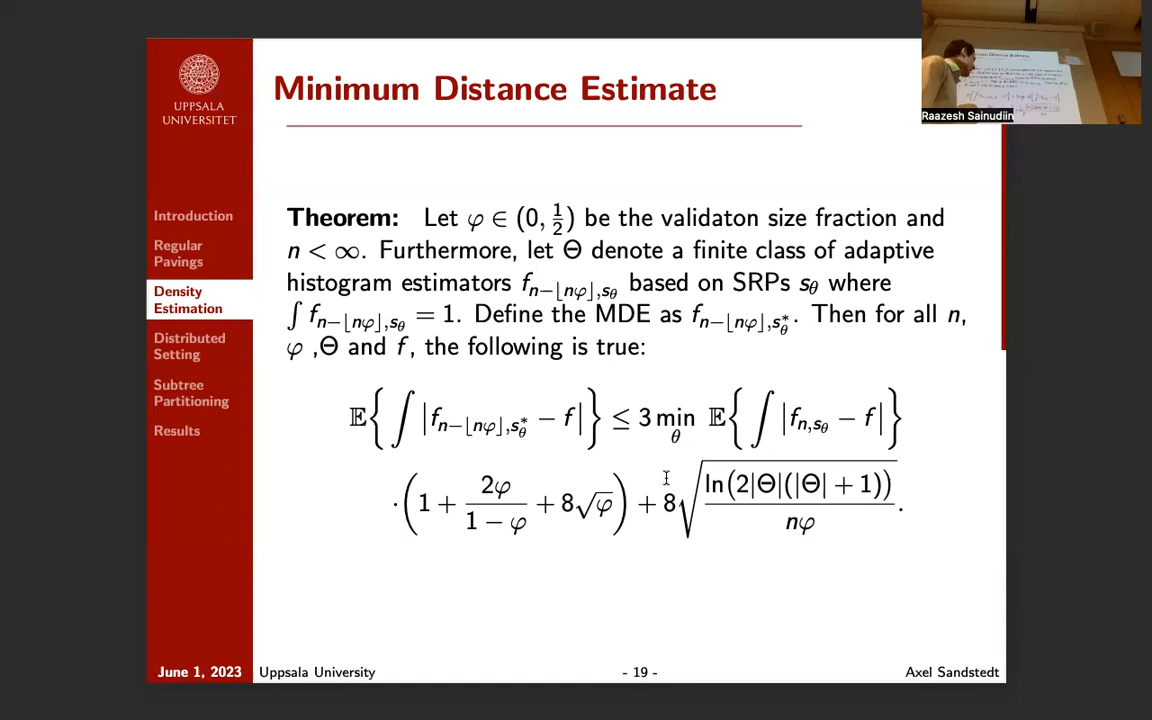 UPPSALA
UNIVERSITET
Introduction
Regular
Pavings
Density
Estimation
Distributed
Setting
Subtree
Partitioning
Results
June 1, 2023
Minimum Distance Estimate
Theorem: Let φ ∈ (0, 1/2) be the validaton size fraction and
n < ∞. Furthermore, let Θ denote a finite class of adaptive
histogram estimators f_{n−⌊nφ⌋,s_θ} based on SRPs s_θ where
∫ f_{n−⌊nφ⌋,s_θ} = 1. Define the MDE as f_{n−⌊nφ⌋,s_θ^*}. Then for all n,
φ ,Θ and f, the following is true:
𝔼{ ∫ |f_{n−⌊nφ⌋,s_θ^*} − f| } ≤ 3 min_θ 𝔼{ ∫ |f_{n,s_θ} − f| }
· (1 + 2φ/(1 − φ) + 8√φ) + 8√(ln(2|Θ|(|Θ| + 1))/(nφ)).
Uppsala University
- 19 -
Axel Sandstedt
Raazesh Sainudiin